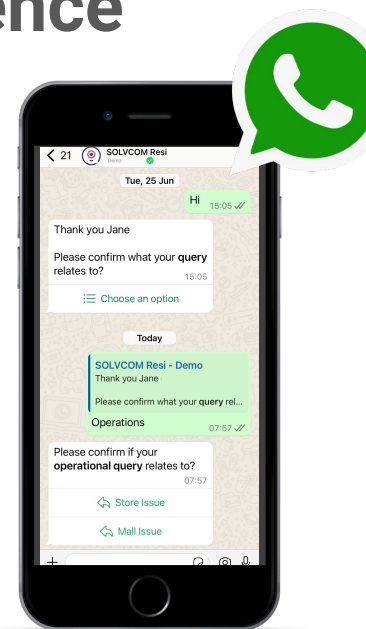 ence
21 SOLVCOM Resi
Demo
Tue, 25 Jun
Hi 15:05
Thank you Jane
Please confirm what your query
relates to?
15:05
Choose an option
Today
SOLVCOM Resi - Demo
Thank you Jane
Please confirm what your query rel...
Operations 07:57
Please confirm if your
operational query relates to?
07:57
Store Issue
Mall Issue